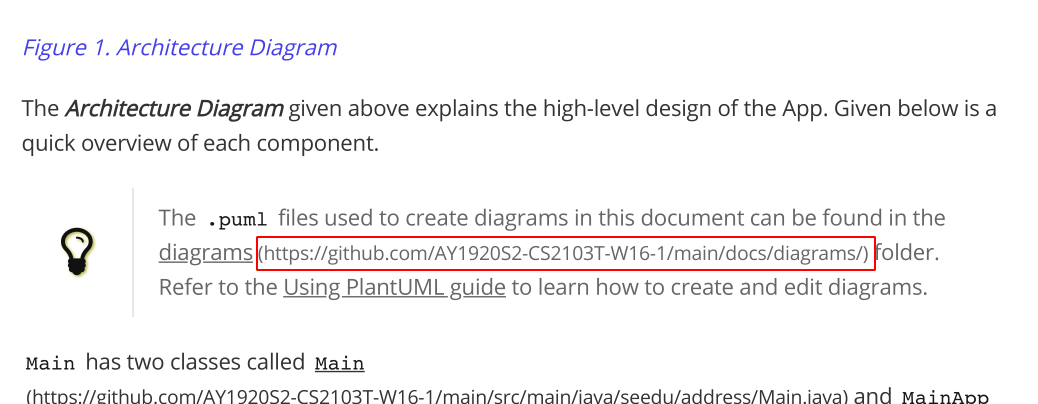 Figure 1. Architecture Diagram
The Architecture Diagram given above explains the high-level design of the App. Given below is a
quick overview of each component.
The .puml files used to create diagrams in this document can be found in the
diagrams (https://github.com/AY1920S2-CS2103T-W16-1/main/docs/diagrams/) folder.
Refer to the Using PlantUML guide to learn how to create and edit diagrams.
Main has two classes called Main
(https://github.com/AY1920S2-CS2103T-W16-1/main/src/main/java/seedu/address/Main.java) and MainApp